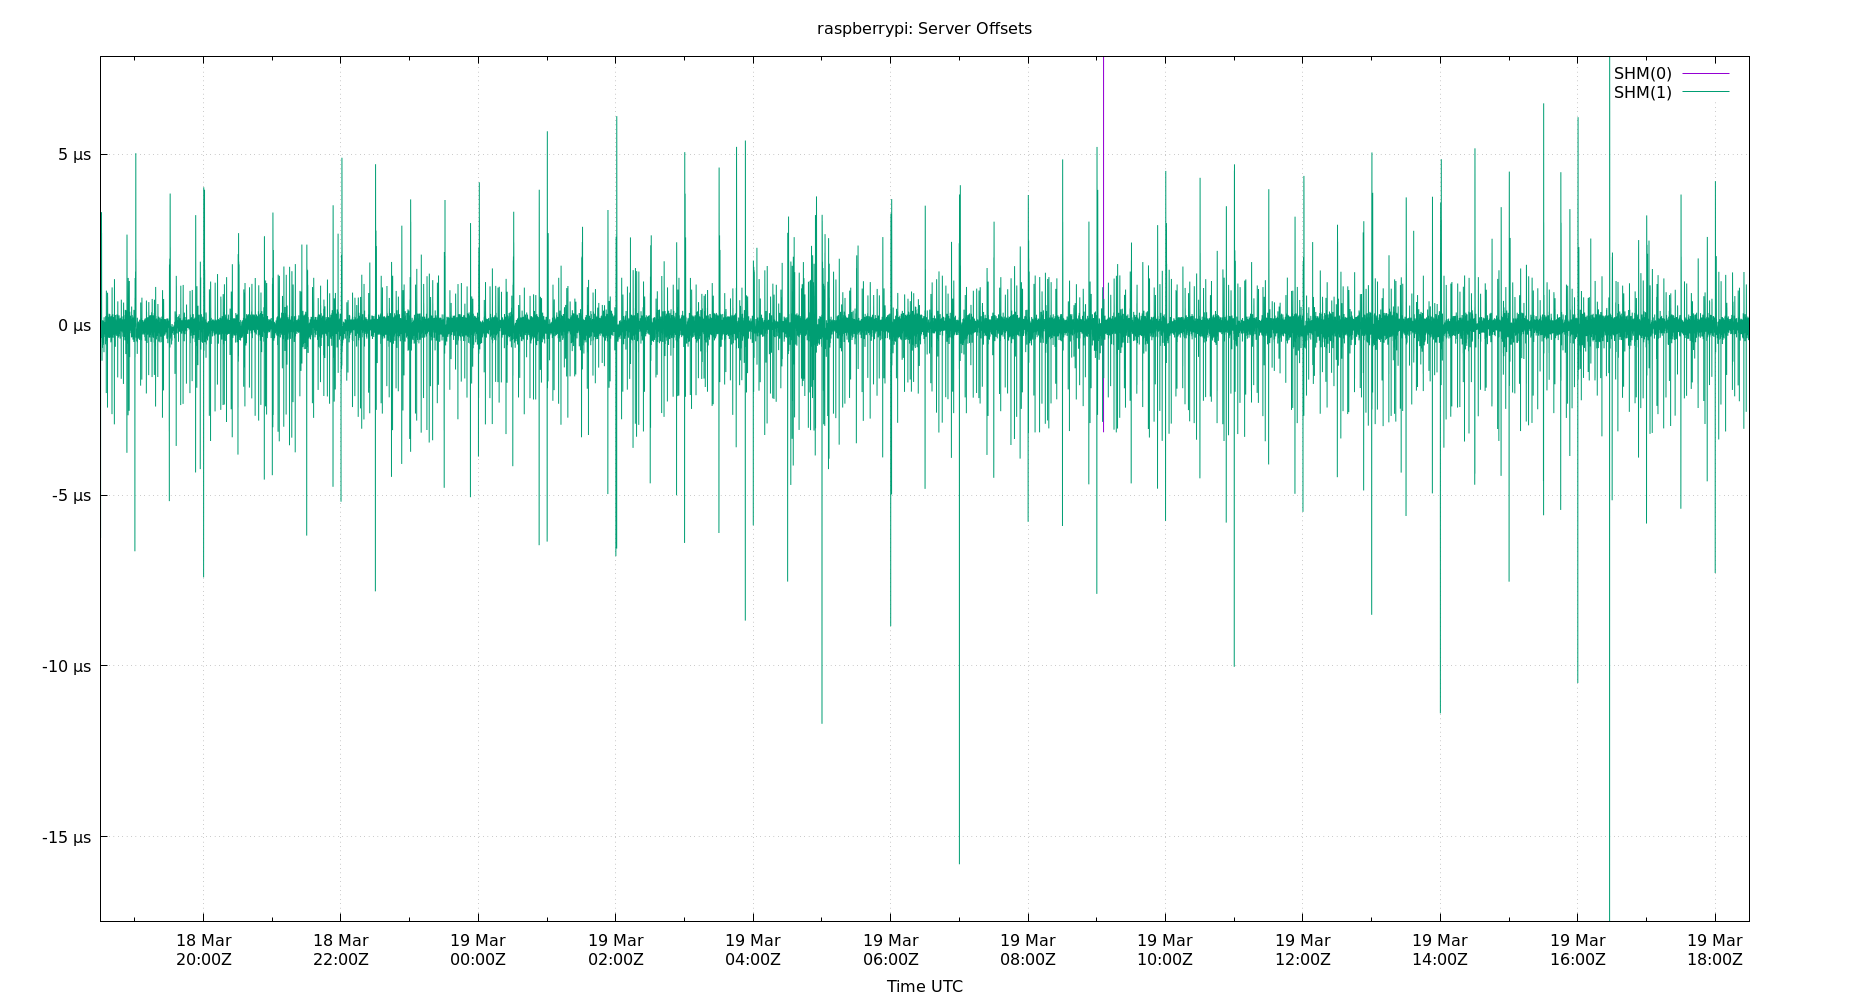 raspberrypi: Server Offsets
SHM(0)
SHM(1)
5 µs
0 µs
-5 µs
-10 µs
-15 µs
18 Mar 18 Mar 19 Mar 19 Mar 19 Mar 19 Mar 19 Mar 19 Mar 19 Mar 19 Mar 19 Mar 19 Mar
20:00Z 22:00Z 00:00Z 02:00Z 04:00Z 06:00Z 08:00Z 10:00Z 12:00Z 14:00Z 16:00Z 18:00Z
Time UTC